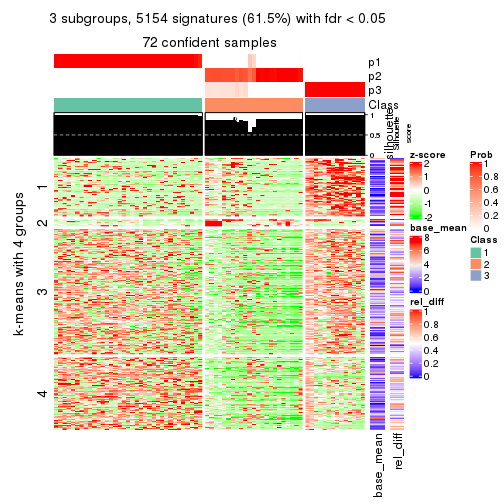 3 subgroups, 5154 signatures (61.5%) with fdr < 0.05
72 confident samples
p1
p2
p3
Class
silhouette
score
1
0.5
0
k-means with 4 groups
1
2
3
4
base_mean
rel_diff
z-score
2
1
0
-1
-2
base_mean
8
6
4
2
0
rel_diff
1
0.8
0.6
0.4
0.2
0
Prob
1
0.8
0.6
0.4
0.2
0
Class
1
2
3